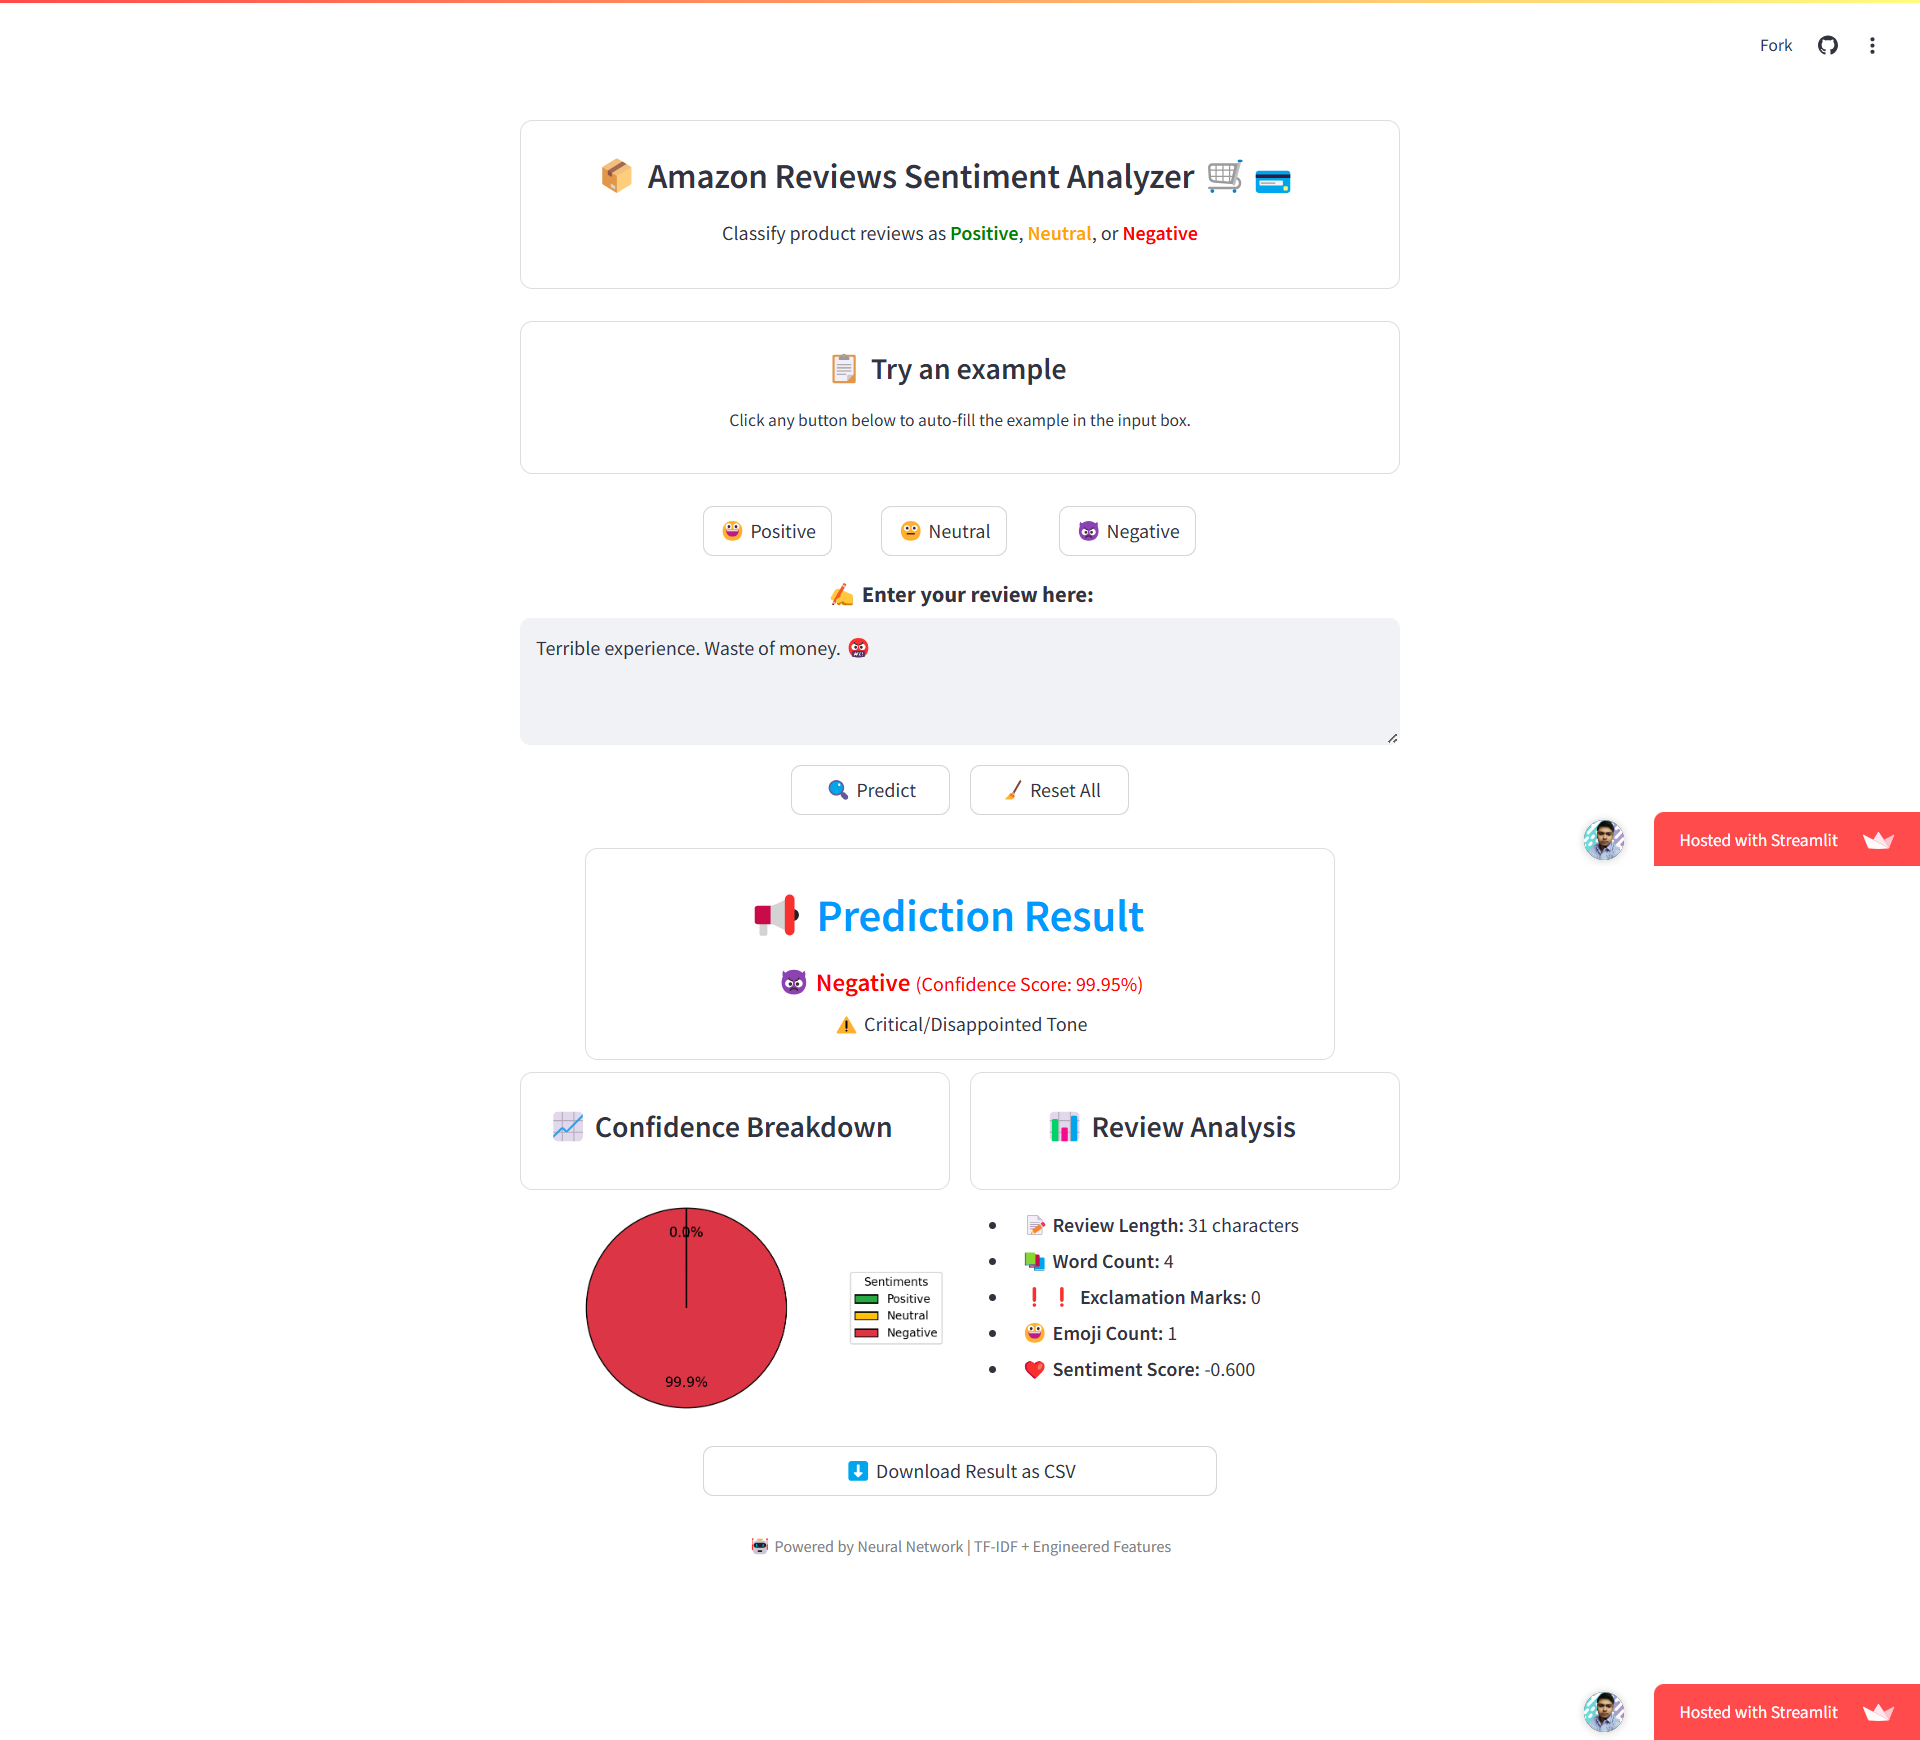 Fork
📦 Amazon Reviews Sentiment Analyzer 🛒 💳
Classify product reviews as Positive, Neutral, or Negative
📋 Try an example
Click any button below to auto-fill the example in the input box.
😀 Positive
😐 Neutral
👿 Negative
✍️ Enter your review here:
Terrible experience. Waste of money. 🤬
🔍 Predict
🧹 Reset All
Hosted with Streamlit
📢 Prediction Result
👿 Negative (Confidence Score: 99.95%)
⚠️ Critical/Disappointed Tone
📈 Confidence Breakdown
0.0%
99.9%
Sentiments
Positive
Neutral
Negative
📊 Review Analysis
• 📝 Review Length: 31 characters
• 📚 Word Count: 4
• ❗❗ Exclamation Marks: 0
• 😀 Emoji Count: 1
• ❤️ Sentiment Score: -0.600
⬇️ Download Result as CSV
🤖 Powered by Neural Network | TF-IDF + Engineered Features
Hosted with Streamlit